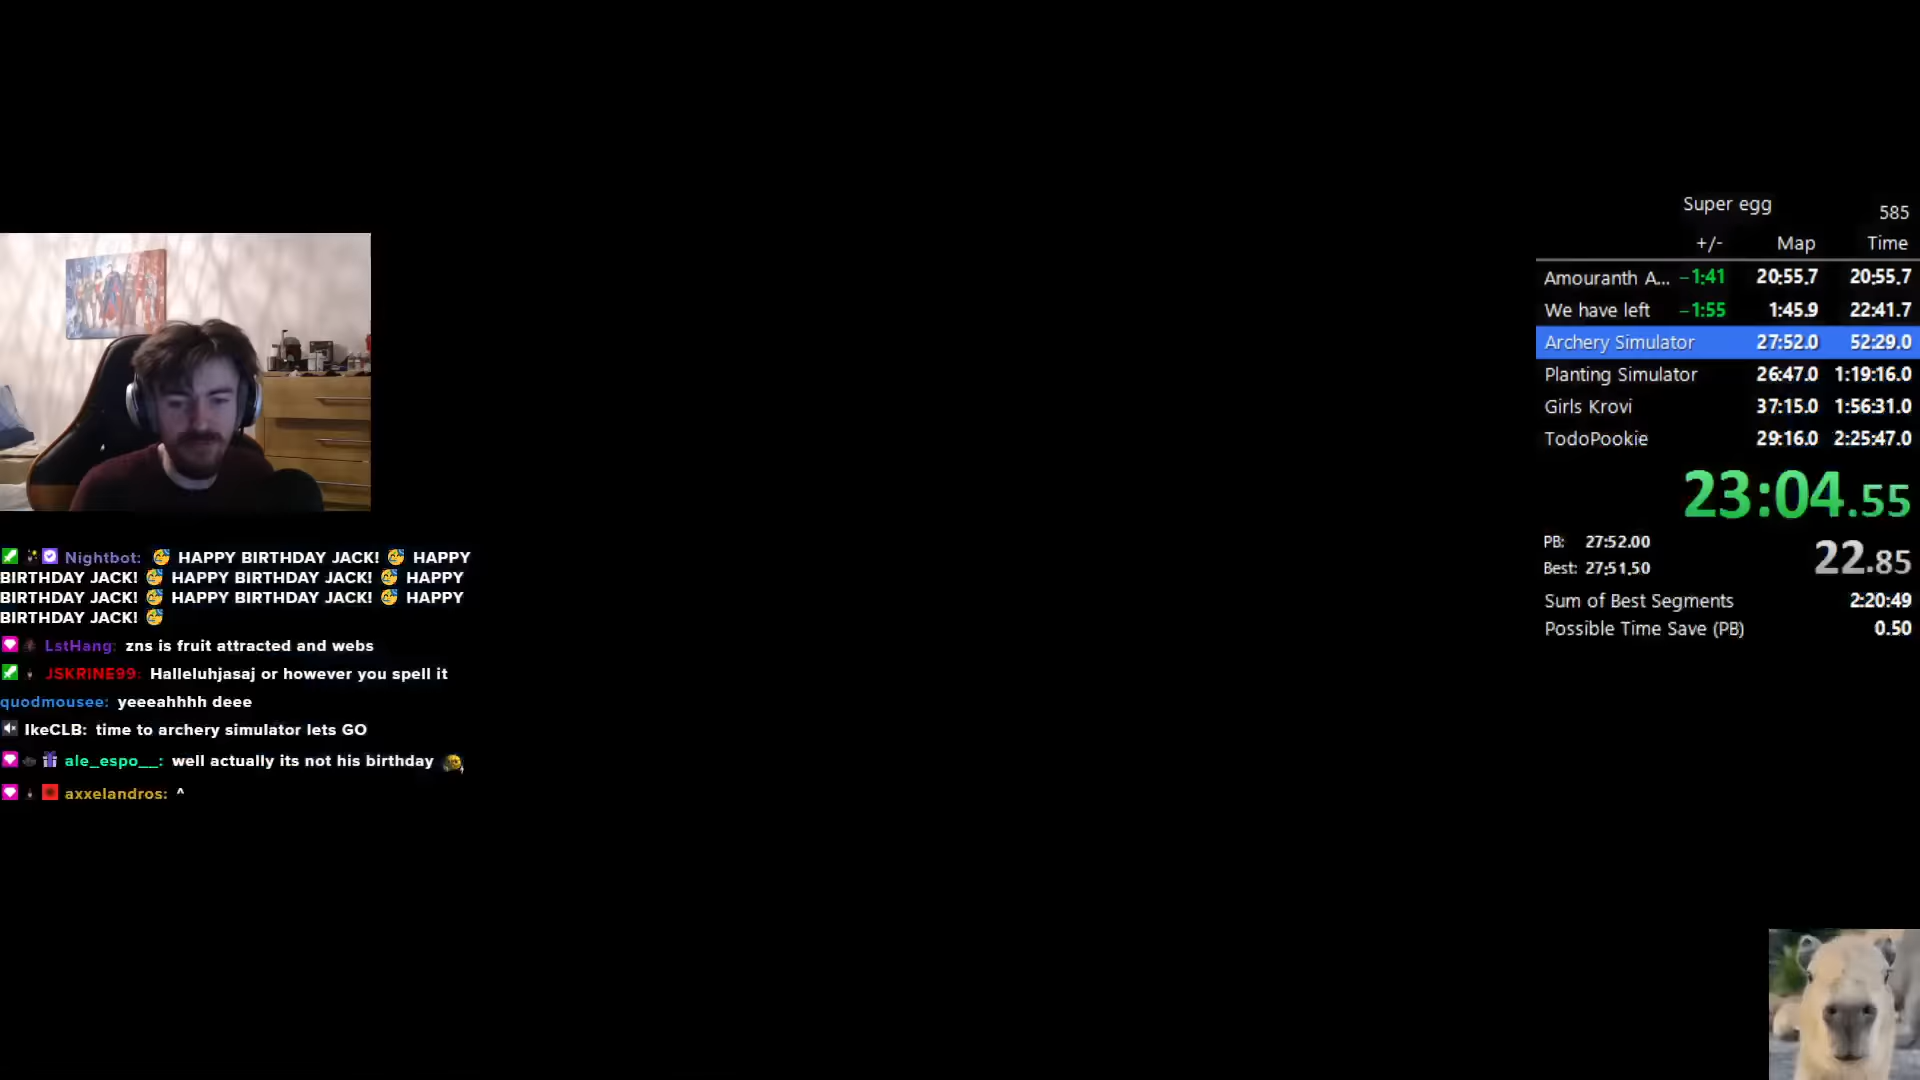 Super egg
585
+/- Map Time
Amouranth A... −1:41 20:55.7 20:55.7
We have left −1:55 1:45.9 22:41.7
Archery Simulator 27:52.0 52:29.0
Planting Simulator 26:47.0 1:19:16.0
Girls Krovi 37:15.0 1:56:31.0
TodoPookie 29:16.0 2:25:47.0
23:04.55
PB: 27:52.00
Best: 27:51.50
22.85
Sum of Best Segments 2:20:49
Possible Time Save (PB) 0.50
Nightbot: 🥳 HAPPY BIRTHDAY JACK! 🥳 HAPPY
BIRTHDAY JACK! 🥳 HAPPY BIRTHDAY JACK! 🥳 HAPPY
BIRTHDAY JACK! 🥳 HAPPY BIRTHDAY JACK! 🥳 HAPPY
BIRTHDAY JACK! 🥳
LstHang: zns is fruit attracted and webs
JSKRINE99: Halleluhjasaj or however you spell it
quodmousee: yeeeahhhh deee
IkeCLB: time to archery simulator lets GO
ale_espo__: well actually its not his birthday
axxelandros: ^